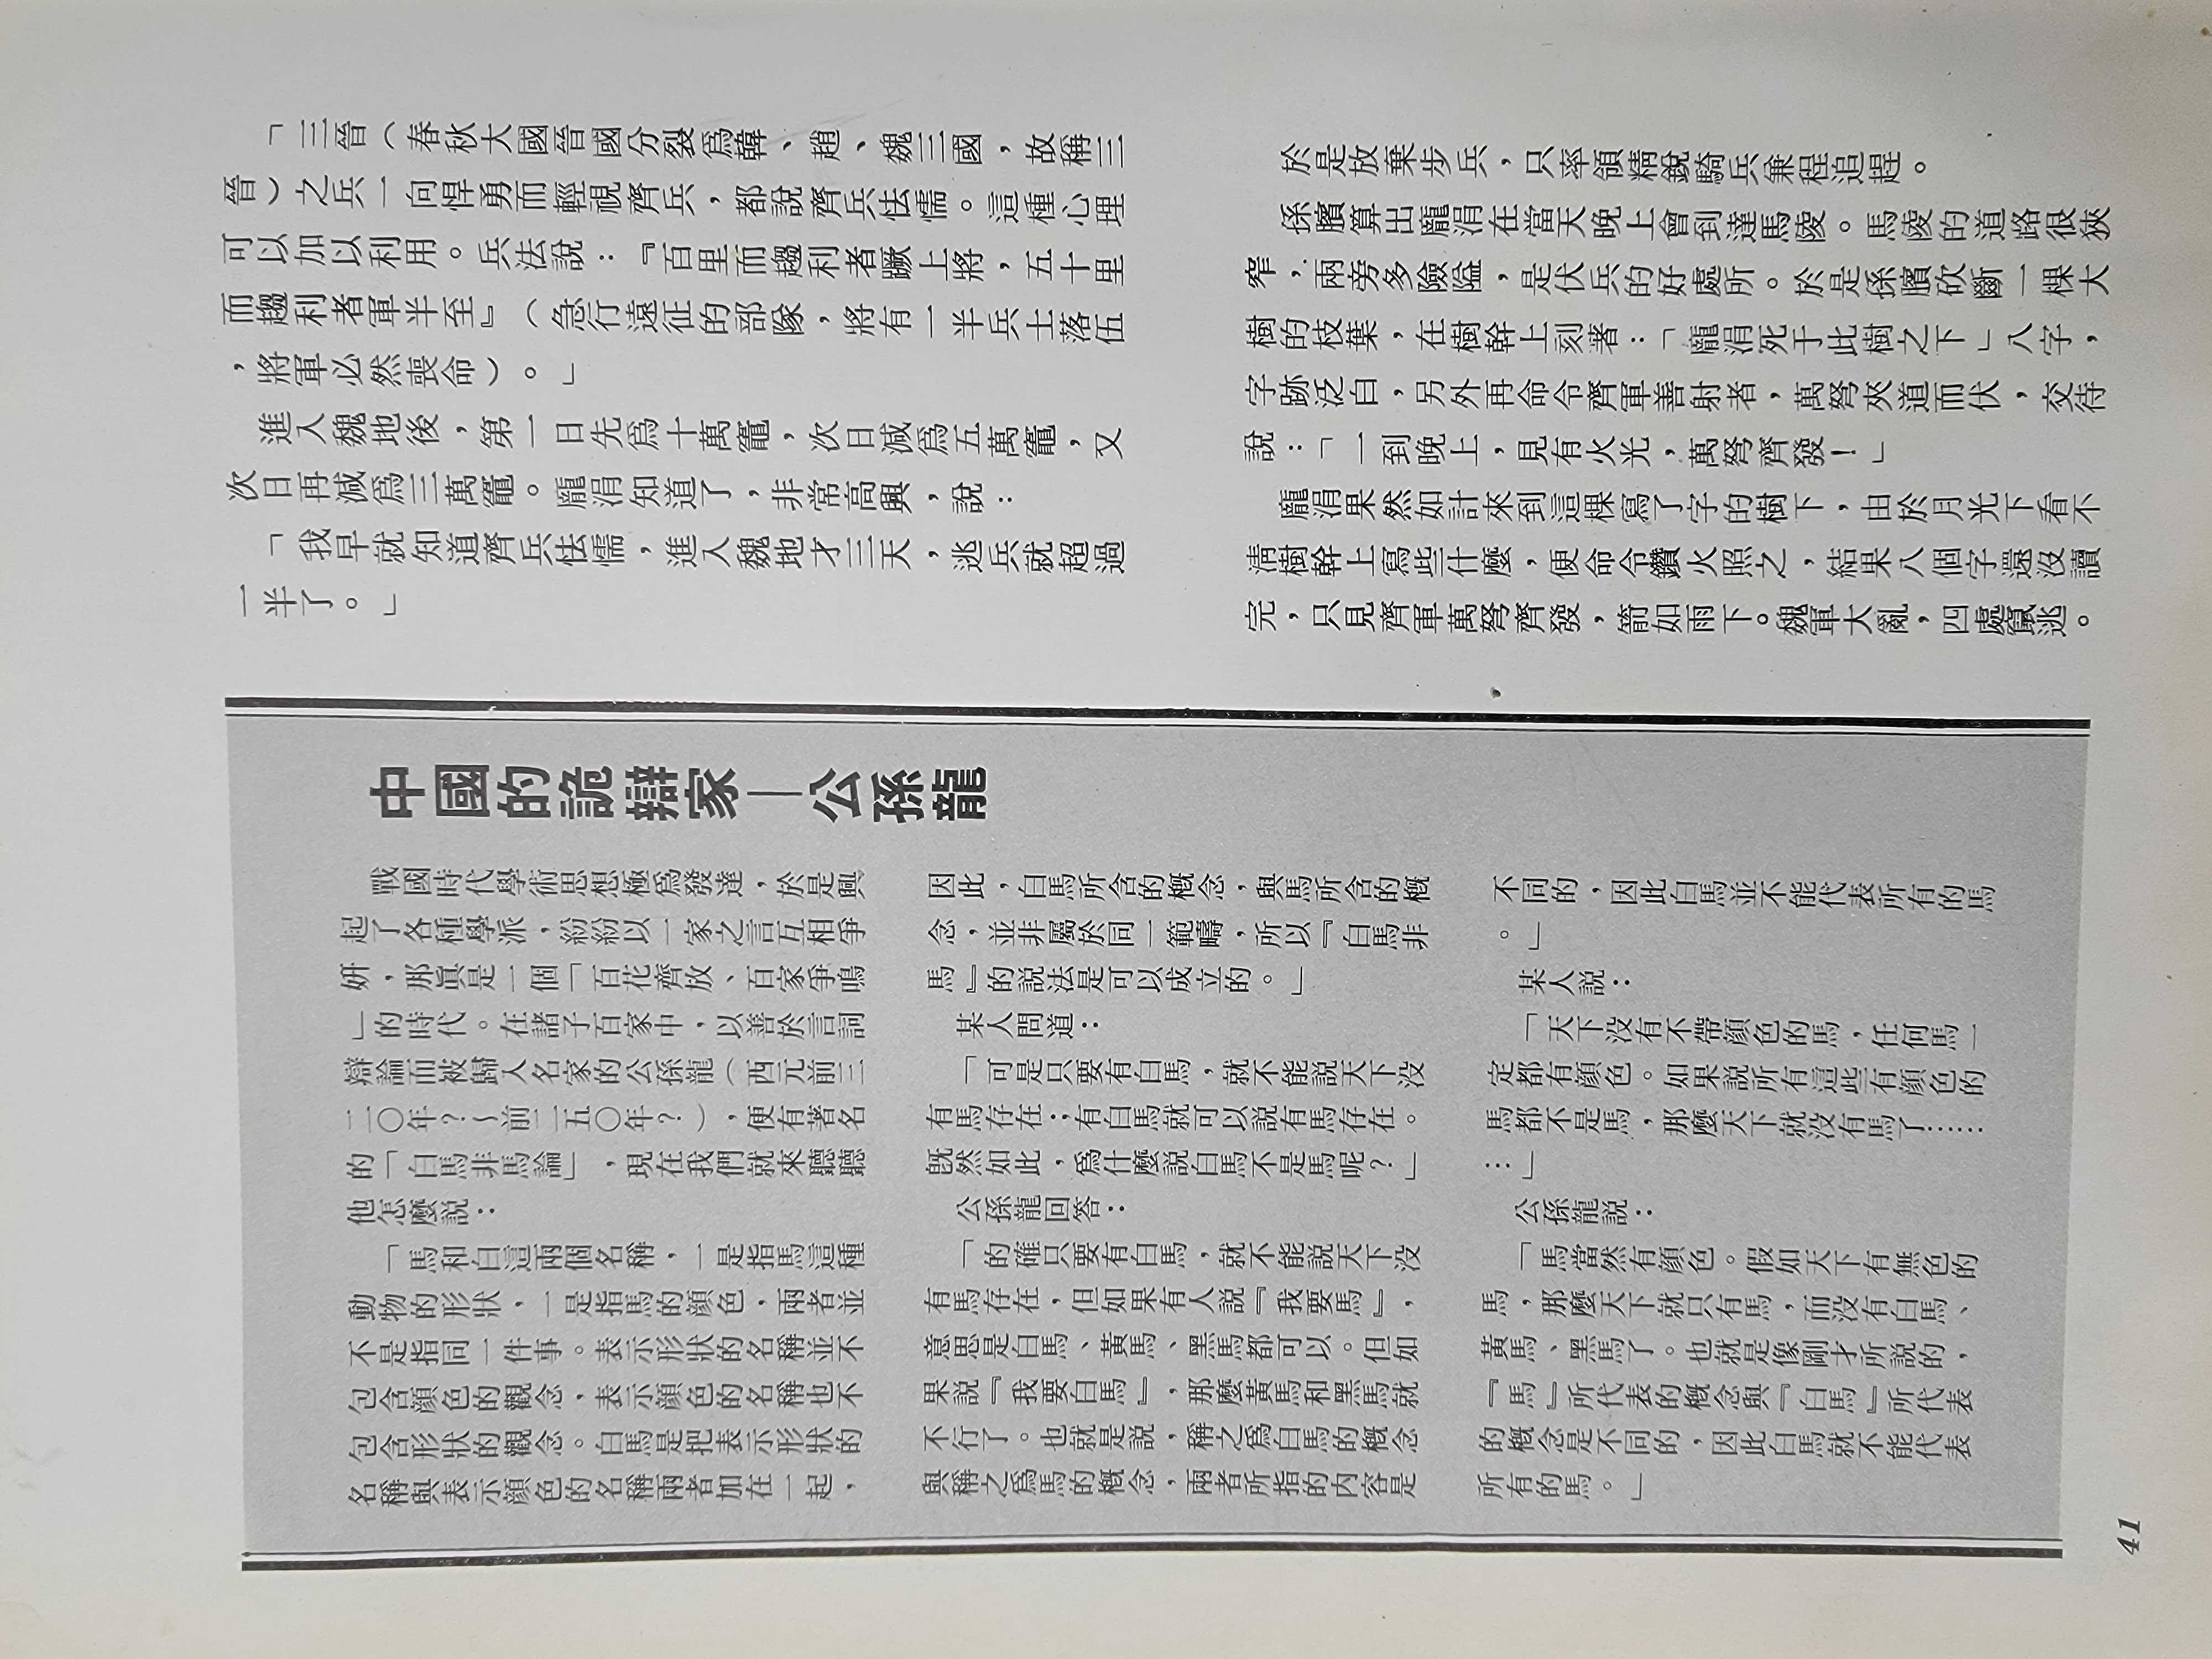 「三晉（春秋大國晉國分裂爲韓、趙、魏三國，故稱三
晉）之兵一向悍勇而輕視齊兵，都說齊兵怯懦。這種心理
可以加以利用。兵法說：『百里而趨利者蹶上將，五十里
而趨利者軍半至』（急行遠征的部隊，將有一半兵士落伍
，將軍必然喪命）。」
進入魏地後，第一日先爲十萬竈，次日減爲五萬竈，又
次日再減爲三萬竈。龐涓知道了，非常高興，說：
「我早就知道齊兵怯懦，進入魏地才三天，逃兵就超過
一半了。」
於是放棄步兵，只率領精銳騎兵兼程追趕。
孫臏算出龐涓在當天晚上會到達馬陵。馬陵的道路很狹
窄，兩旁多險隘，是伏兵的好處所。於是孫臏砍斷一棵大
樹的枝葉，在樹幹上刻著：「龐涓死于此樹之下」八字，
字跡泛白，另外再命令齊軍善射者，萬弩夾道而伏，交待
說：「一到晚上，見有火光，萬弩齊發！」
龐涓果然如計來到這棵寫了字的樹下，由於月光下看不
淸樹幹上寫些什麼，便命令鑽火照之，結果八個字還沒讀
完，只見齊軍萬弩齊發，箭如雨下。魏軍大亂，四處竄逃。
中國的詭辯家—公孫龍
戰國時代學術思想極爲發達，於是興
起了各種學派，紛紛以一家之言互相爭
妍，那眞是一個「百花齊放、百家爭鳴
」的時代。在諸子百家中，以善於言詞
辯論而被歸入名家的公孫龍（西元前三
二〇年？～前二五〇年？），便有著名
的「白馬非馬論」，現在我們就來聽聽
他怎麼説：
「馬和白這兩個名稱，一是指馬這種
動物的形狀，一是指馬的顔色，兩者並
不是指同一件事。表示形狀的名稱並不
包含顔色的觀念，表示顔色的名稱也不
包含形狀的觀念。白馬是把表示形狀的
名稱與表示顔色的名稱兩者加在一起，
因此，白馬所含的概念，與馬所含的概
念，並非屬於同一範疇，所以『白馬非
馬』的説法是可以成立的。」
某人問道：
「可是只要有白馬，就不能説天下没
有馬存在；有白馬就可以説有馬存在。
旣然如此，爲什麼説白馬不是馬呢？」
公孫龍回答：
「的確只要有白馬，就不能説天下没
有馬存在，但如果有人説『我要馬』，
意思是白馬、黃馬、黑馬都可以。但如
果説『我要白馬』，那麼黃馬和黑馬就
不行了。也就是説，稱之爲白馬的概念
與稱之爲馬的概念，兩者所指的内容是
不同的，因此白馬並不能代表所有的馬
。」
某人説：
「天下没有不帶顔色的馬，任何馬一
定都有顔色。如果説所有這些有顔色的
馬都不是馬，那麼天下就没有馬了……
…」
公孫龍説：
「馬當然有顔色。假如天下有無色的
馬，那麼天下就只有馬，而没有白馬、
黃馬、黑馬了。也就是像剛才所説的，
『馬』所代表的概念與『白馬』所代表
的概念是不同的，因此白馬就不能代表
所有的馬。」
41